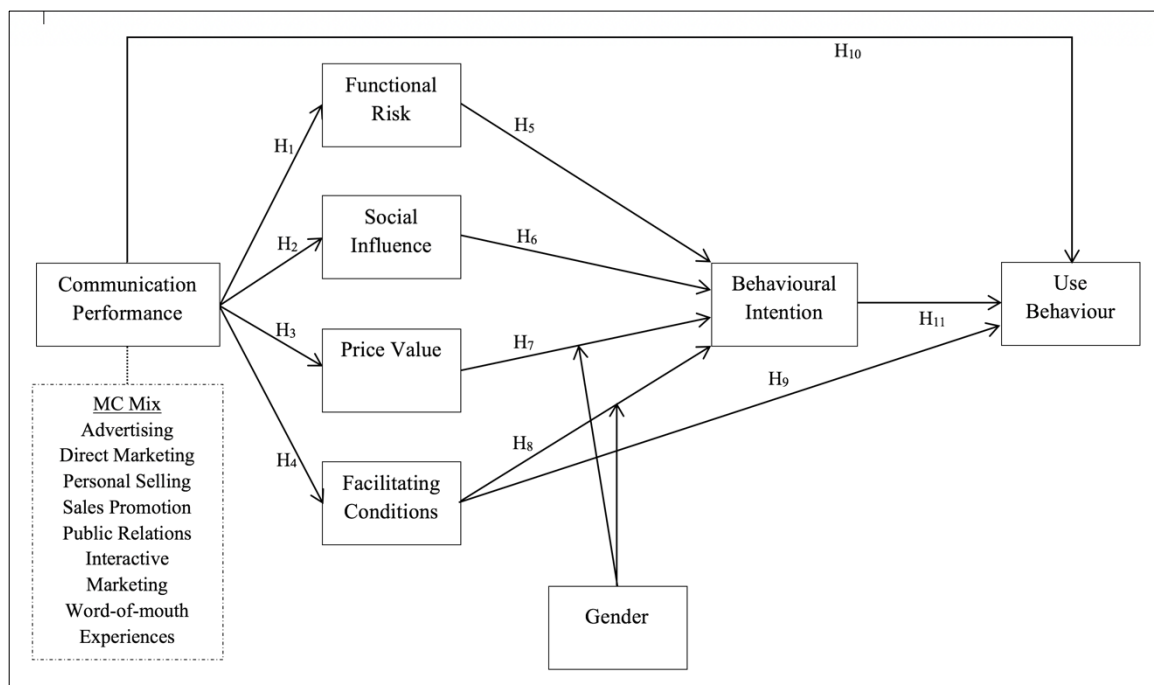 H10
Functional
Risk
H5
H1
Social
Influence
H2
H6
Communication
Performance
Behavioural
Intention
Use
Behaviour
H3
H11
Price Value
H7
H9
MC Mix
Advertising
Direct Marketing
Personal Selling
Sales Promotion
Public Relations
Interactive
Marketing
Word-of-mouth
Experiences
H4
H8
Facilitating
Conditions
Gender